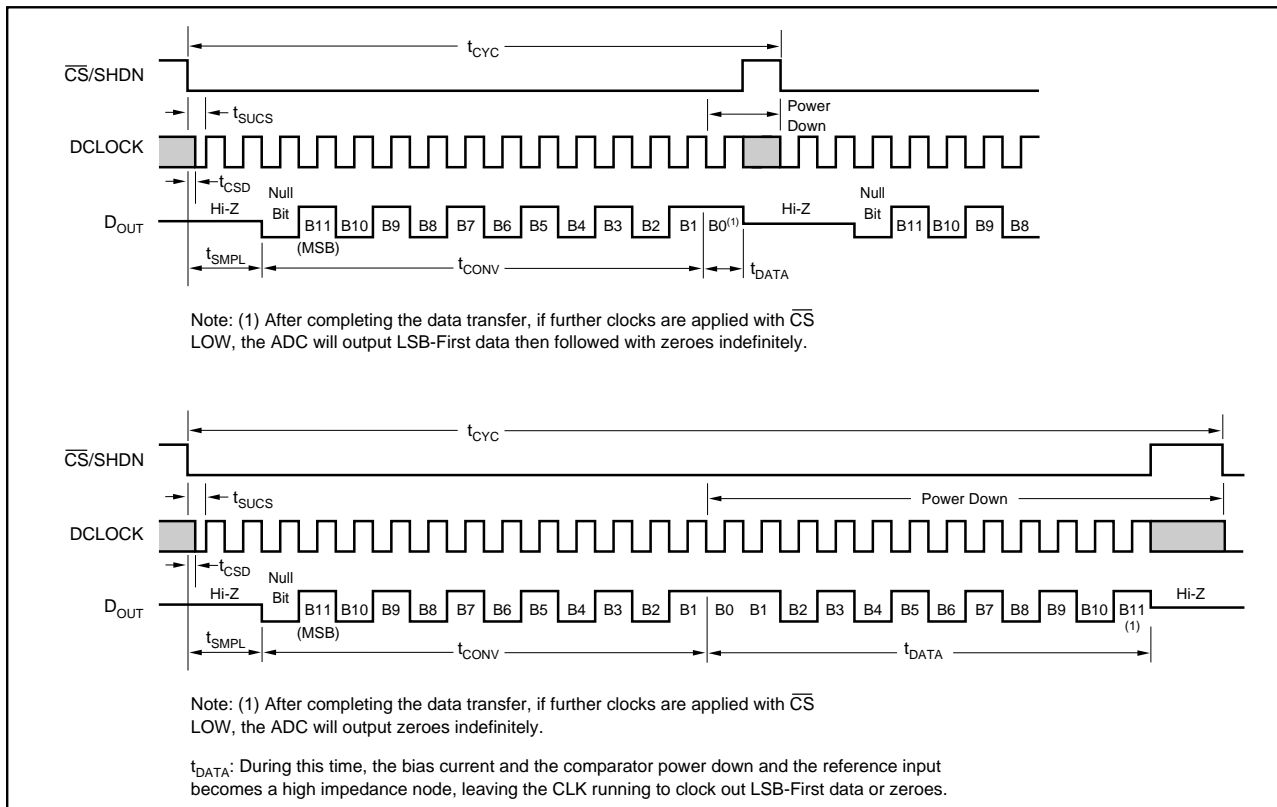 tCYC
CS/SHDN
Power
Down
tSUCS
DCLOCK
tCSD
Hi-Z
Null
Bit
Hi-Z
Null
Bit
DOUT
B11 B10 B9 B8 B7 B6 B5 B4 B3 B2 B1 B0(1) B11 B10 B9 B8
(MSB)
tSMPL
tCONV
tDATA
Note: (1) After completing the data transfer, if further clocks are applied with CS
LOW, the ADC will output LSB-First data then followed with zeroes indefinitely.
tCYC
CS/SHDN
tSUCS
Power Down
DCLOCK
tCSD
Hi-Z
Null
Bit
Hi-Z
DOUT
B11 B10 B9 B8 B7 B6 B5 B4 B3 B2 B1 B0 B1 B2 B3 B4 B5 B6 B7 B8 B9 B10 B11
(MSB)
(1)
tSMPL
tCONV
tDATA
Note: (1) After completing the data transfer, if further clocks are applied with CS
LOW, the ADC will output zeroes indefinitely.
tDATA: During this time, the bias current and the comparator power down and the reference input
becomes a high impedance node, leaving the CLK running to clock out LSB-First data or zeroes.